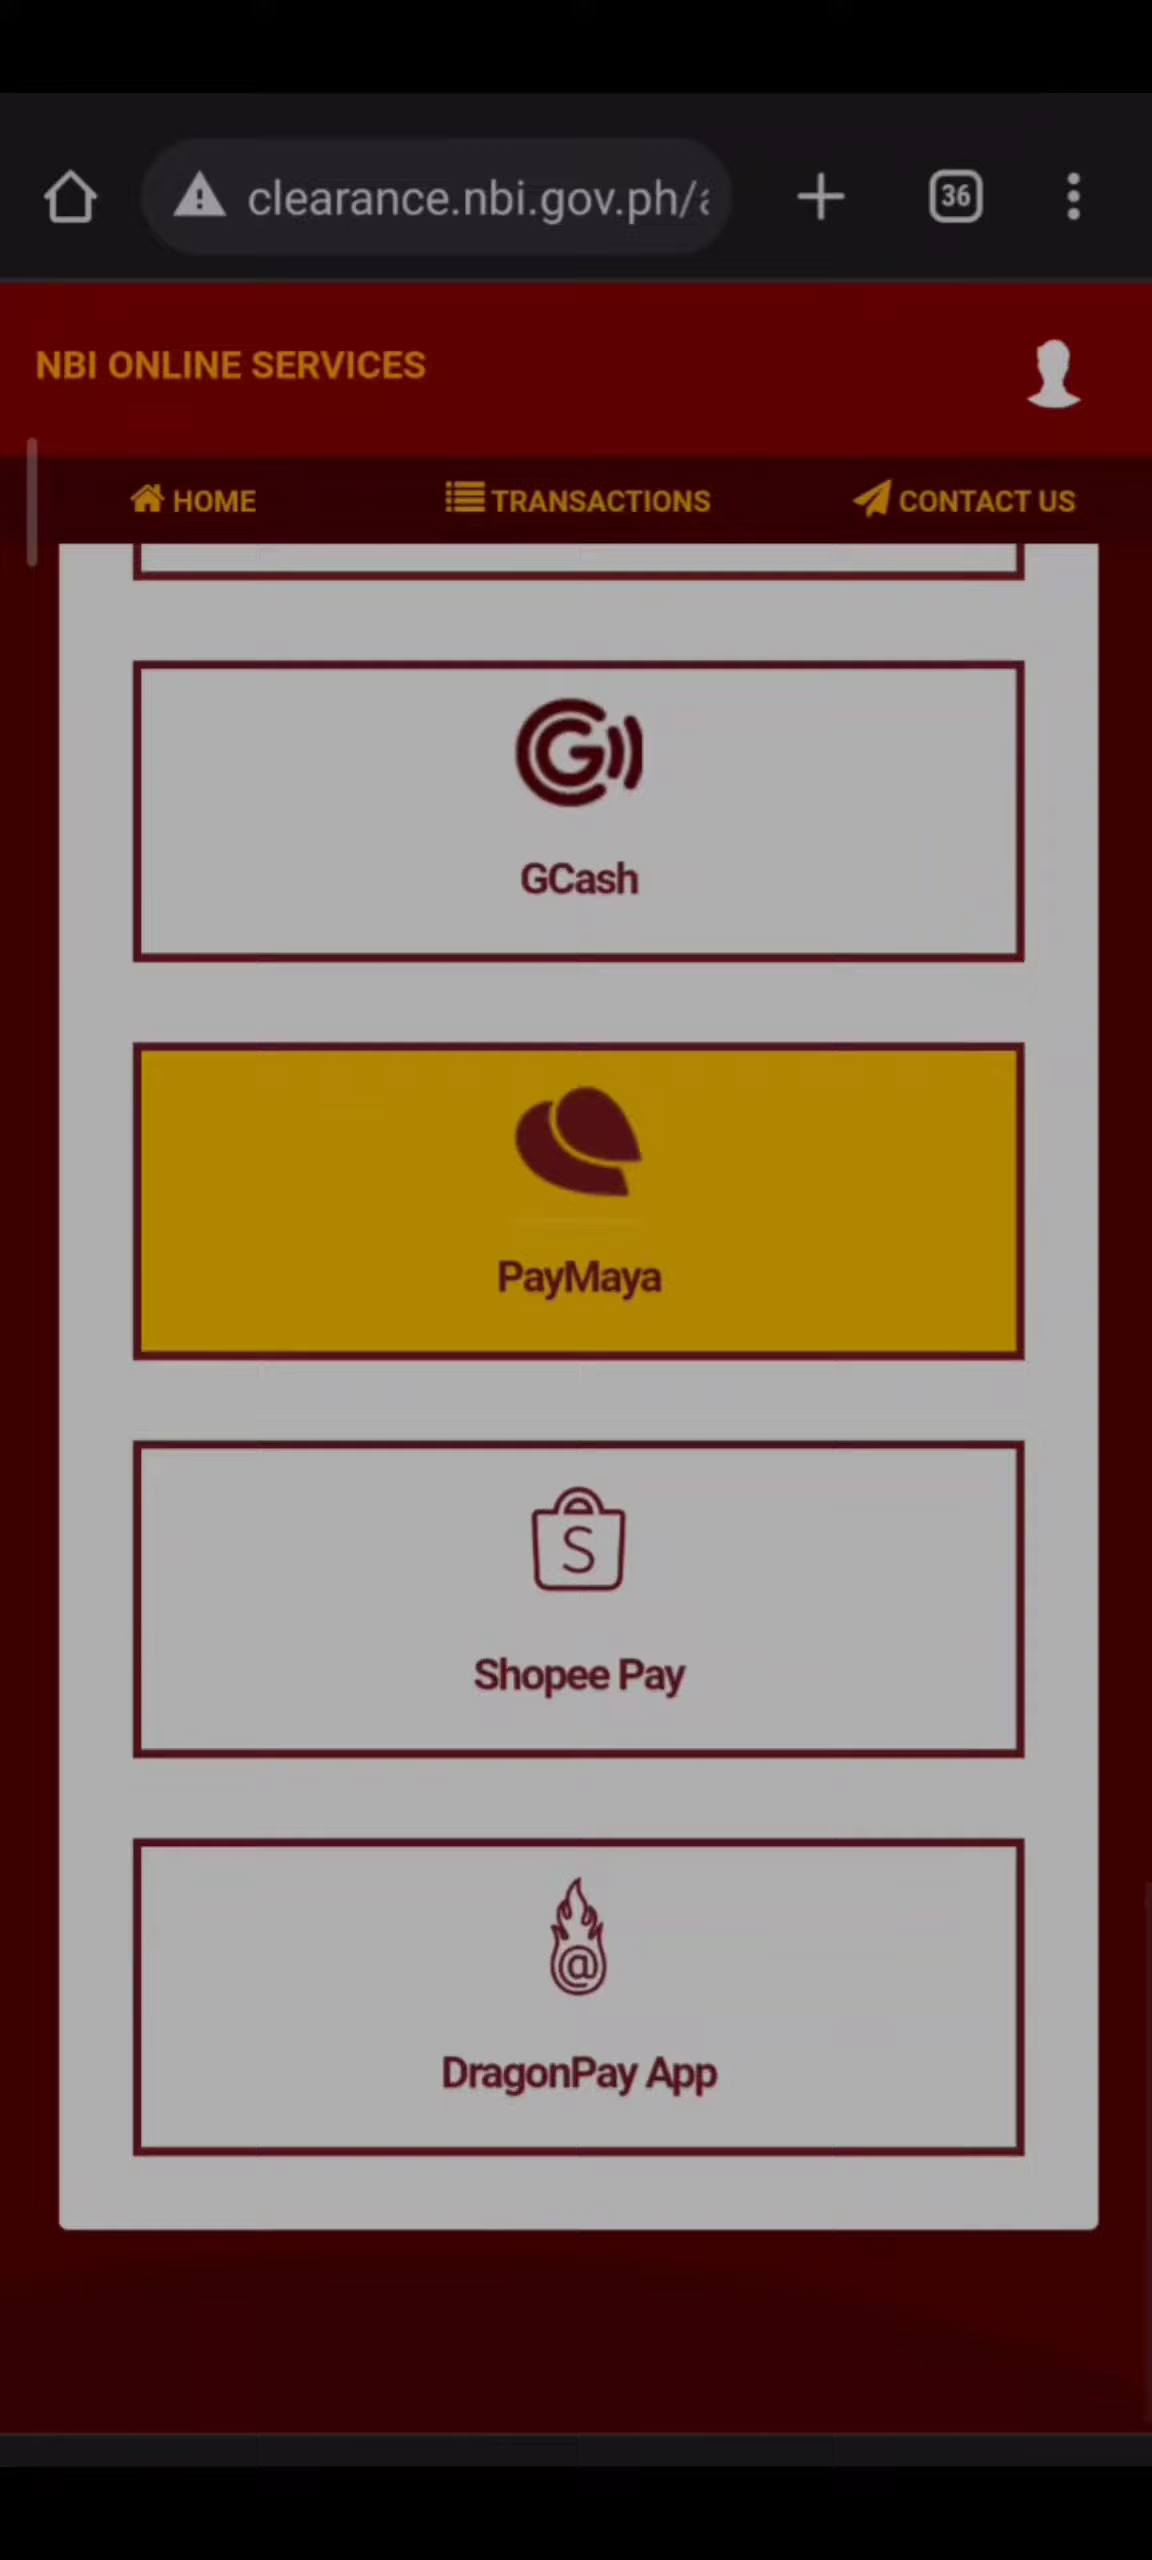 clearance.nbi.gov.ph/
36
NBI ONLINE SERVICES
HOME
TRANSACTIONS
CONTACT US
GCash
PayMaya
S
Shopee Pay
@
DragonPay App